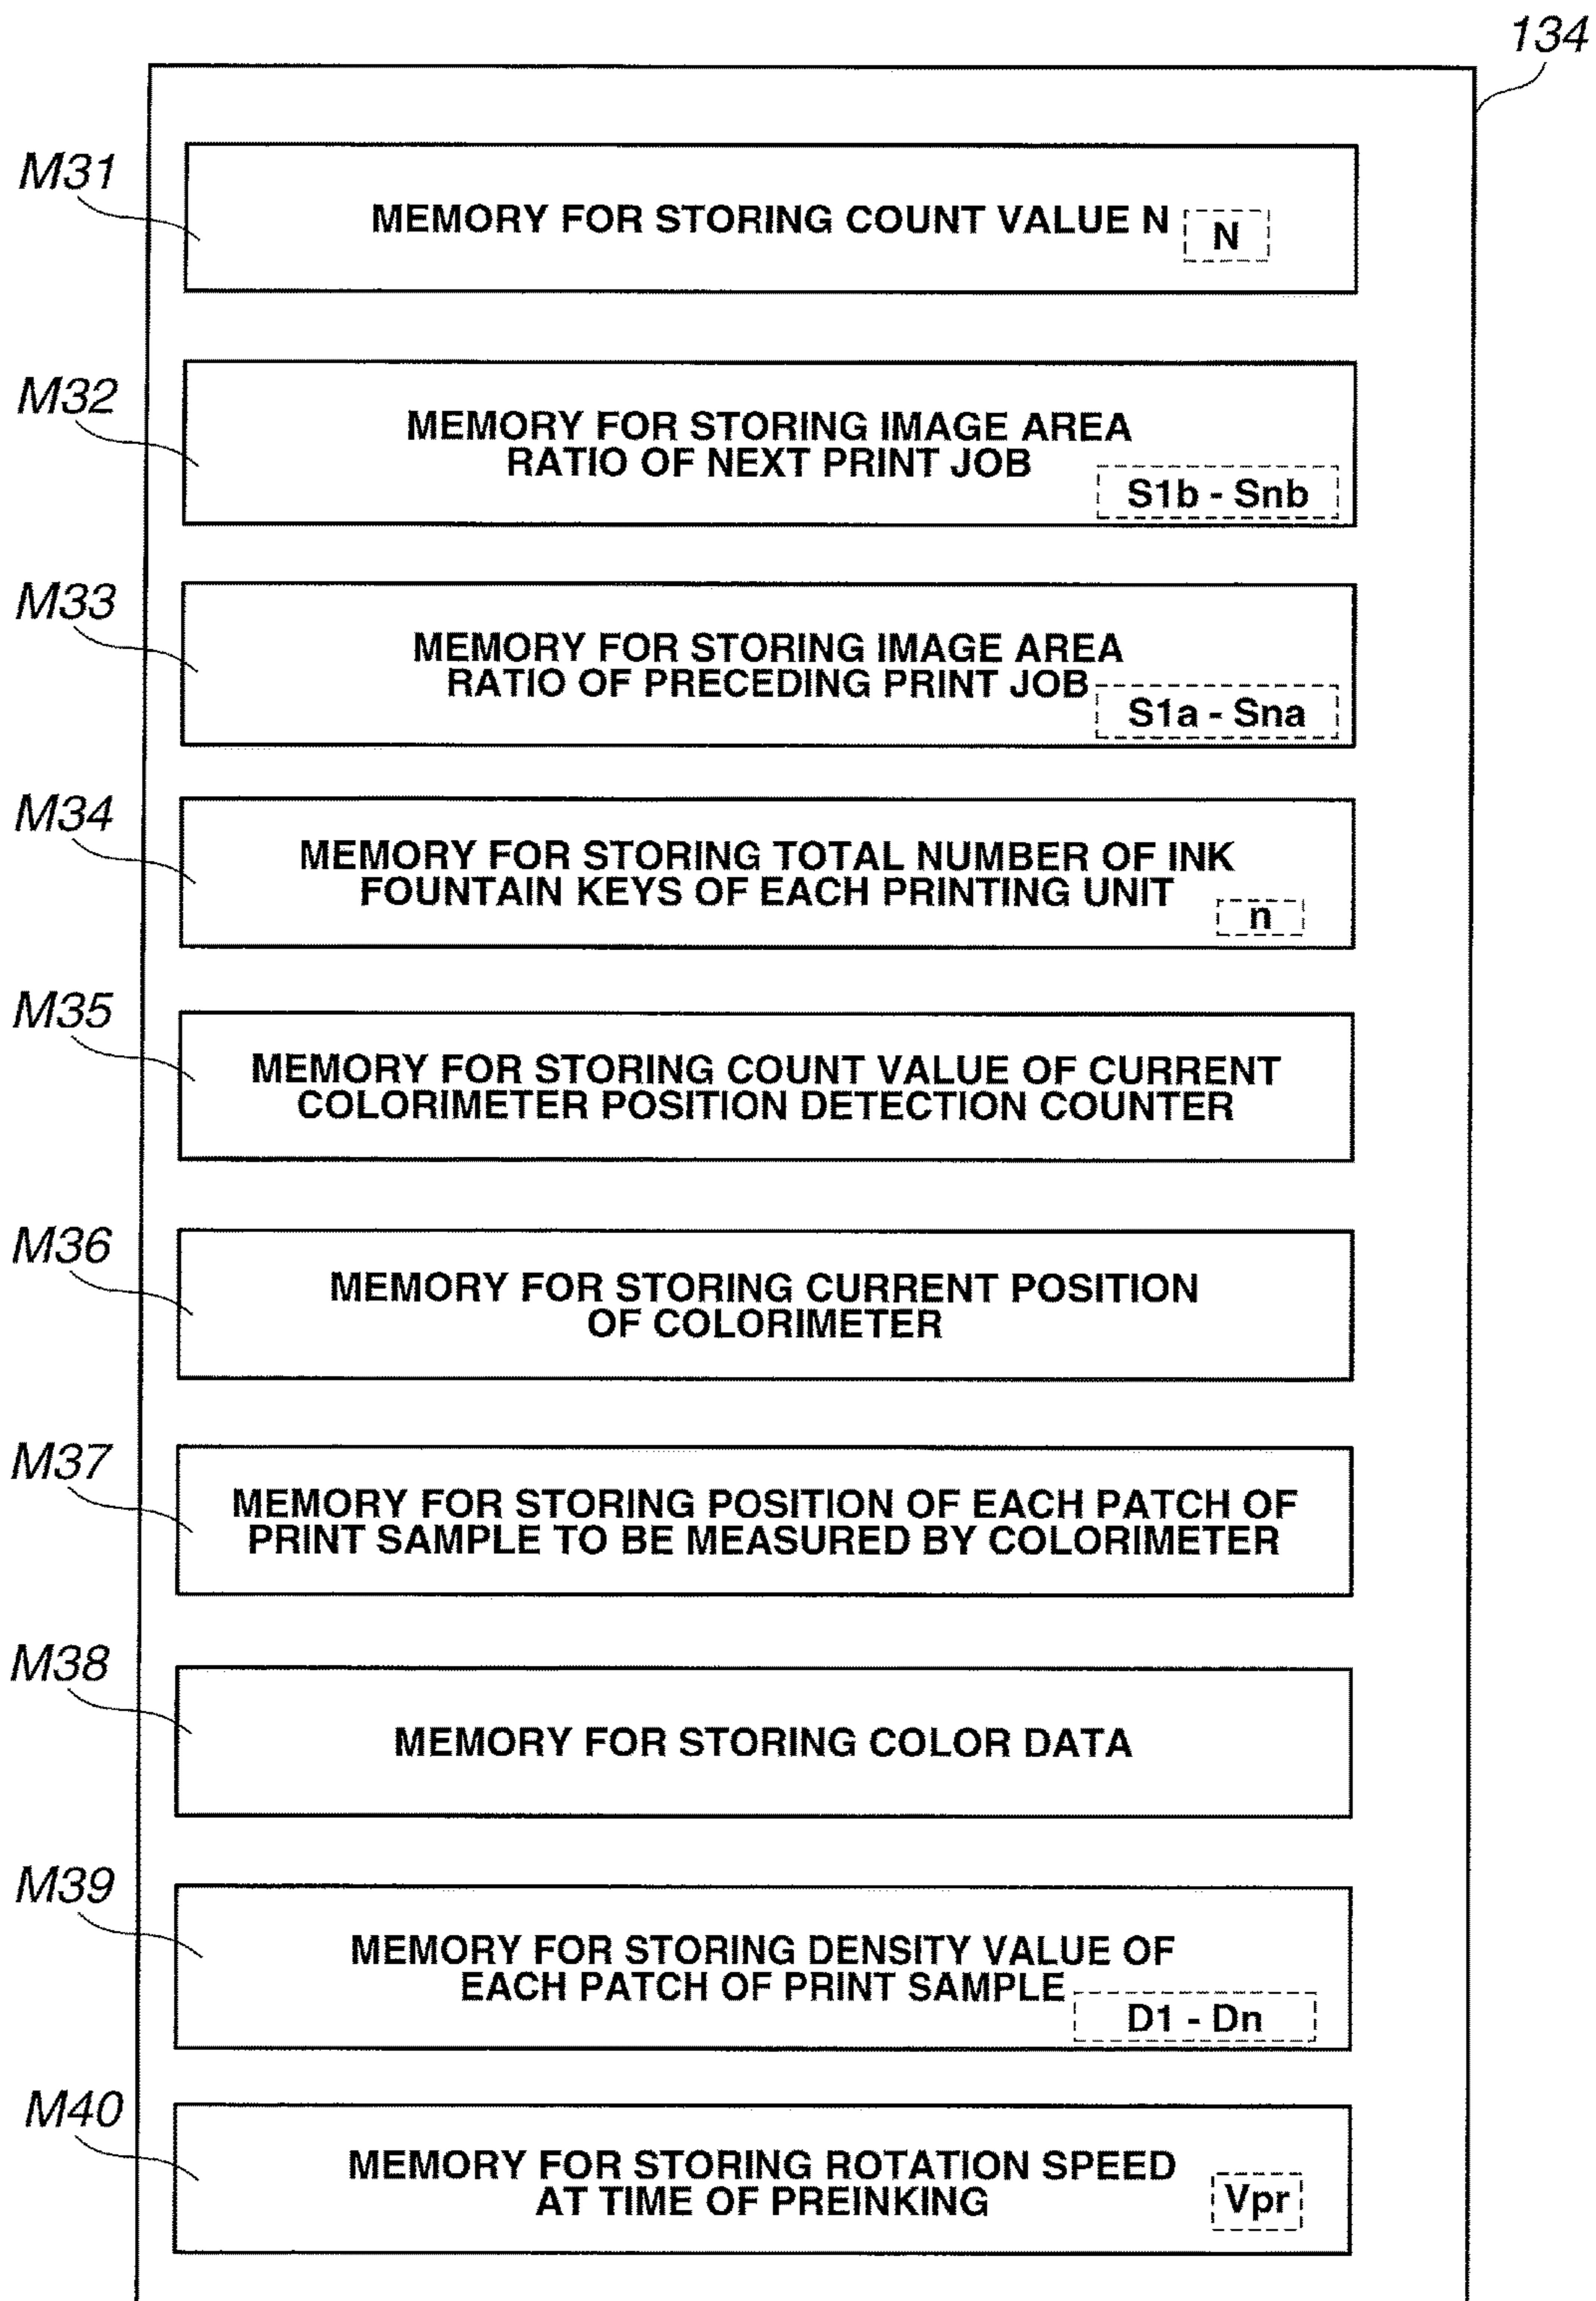 134
M31
MEMORY FOR STORING COUNT VALUE N
N
M32
MEMORY FOR STORING IMAGE AREA
RATIO OF NEXT PRINT JOB
S1b - Snb
M33
MEMORY FOR STORING IMAGE AREA
RATIO OF PRECEDING PRINT JOB
S1a - Sna
M34
MEMORY FOR STORING TOTAL NUMBER OF INK
FOUNTAIN KEYS OF EACH PRINTING UNIT
n
M35
MEMORY FOR STORING COUNT VALUE OF CURRENT
COLORIMETER POSITION DETECTION COUNTER
M36
MEMORY FOR STORING CURRENT POSITION
OF COLORIMETER
M37
MEMORY FOR STORING POSITION OF EACH PATCH OF
PRINT SAMPLE TO BE MEASURED BY COLORIMETER
M38
MEMORY FOR STORING COLOR DATA
M39
MEMORY FOR STORING DENSITY VALUE OF
EACH PATCH OF PRINT SAMPLE
D1 - Dn
M40
MEMORY FOR STORING ROTATION SPEED
AT TIME OF PREINKING
Vpr